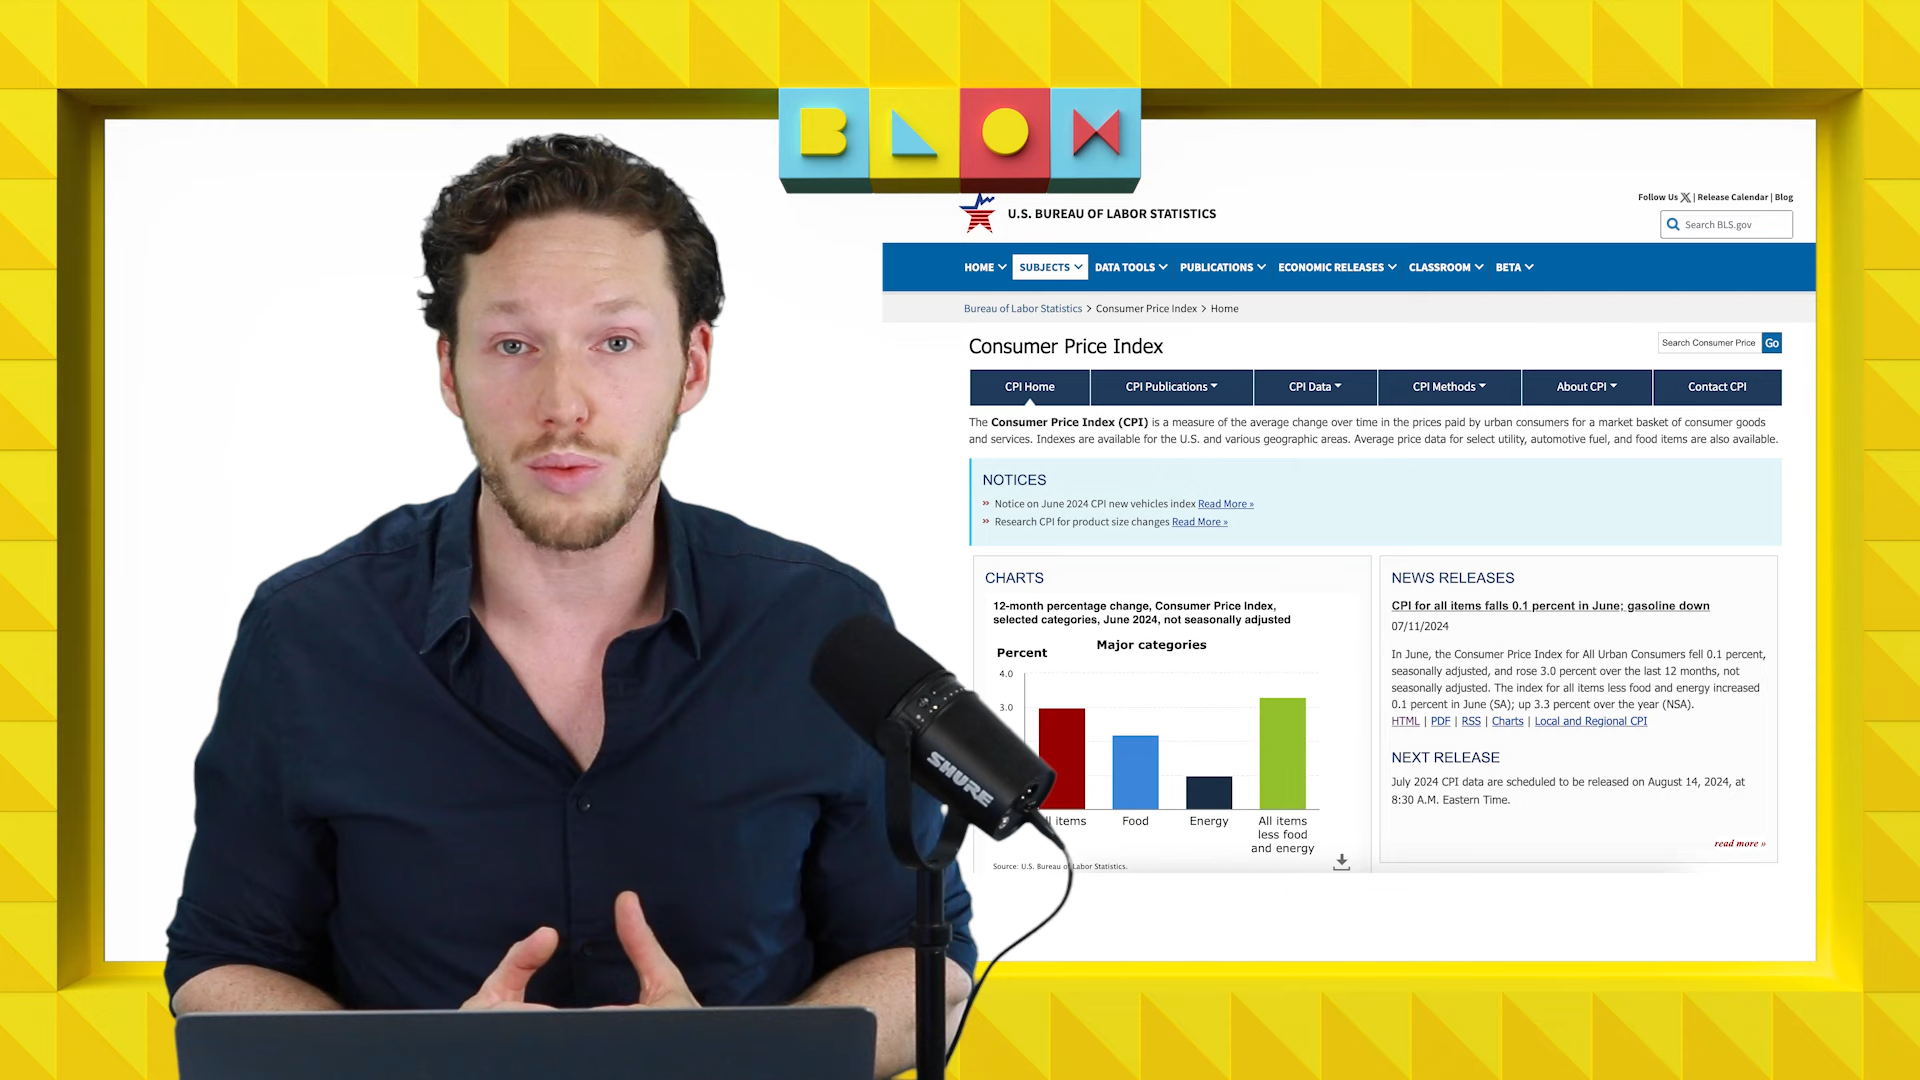 BLOM
U.S. BUREAU OF LABOR STATISTICS
Follow Us X | Release Calendar | Blog
Search BLS.gov
HOME SUBJECTS DATA TOOLS PUBLICATIONS ECONOMIC RELEASES CLASSROOM BETA
Bureau of Labor Statistics > Consumer Price Index > Home
Consumer Price Index
Search Consumer Price Go
CPI Home CPI Publications CPI Data CPI Methods About CPI Contact CPI
The Consumer Price Index (CPI) is a measure of the average change over time in the prices paid by urban consumers for a market basket of consumer goods
and services. Indexes are available for the U.S. and various geographic areas. Average price data for select utility, automotive fuel, and food items are also available.
NOTICES
» Notice on June 2024 CPI new vehicles index Read More »
» Research CPI for product size changes Read More »
CHARTS
12-month percentage change, Consumer Price Index,
selected categories, June 2024, not seasonally adjusted
Major categories
Percent
4.0
3.0
items
Food
Energy
All items
less food
and energy
Source: U.S. Bureau of Labor Statistics.
NEWS RELEASES
CPI for all items falls 0.1 percent in June; gasoline down
07/11/2024
In June, the Consumer Price Index for All Urban Consumers fell 0.1 percent,
seasonally adjusted, and rose 3.0 percent over the last 12 months, not
seasonally adjusted. The index for all items less food and energy increased
0.1 percent in June (SA); up 3.3 percent over the year (NSA).
HTML | PDF | RSS | Charts | Local and Regional CPI
NEXT RELEASE
July 2024 CPI data are scheduled to be released on August 14, 2024, at
8:30 A.M. Eastern Time.
read more »
SHURE